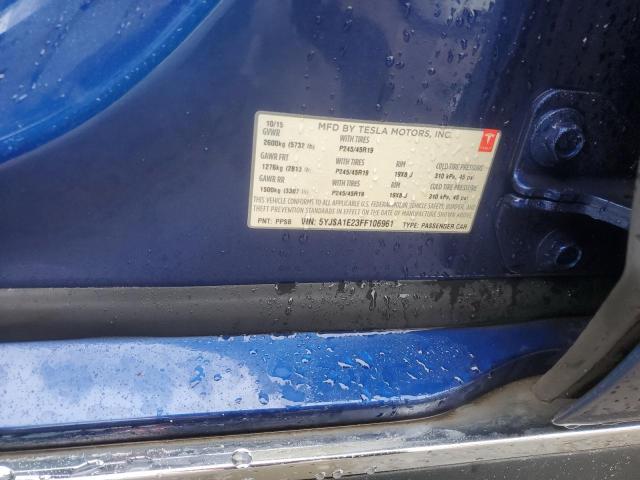 10/15 MFD BY TESLA MOTORS, INC.
GVWR WITH TIRES
2600kg (5732 lb) P245/45R19
GAWR FRT WITH TIRES RIM COLD TIRE PRESSURE
1276kg (2813 lb) P245/45R19 19X8 J 310 kPa, 45 psi
GAWR RR WITH TIRES RIM COLD TIRE PRESSURE
1500kg (3307 lb) P245/45R19 19X8 J 310 kPa, 45 psi
THIS VEHICLE CONFORMS TO ALL APPLICABLE U.S. FEDERAL MOTOR VEHICLE SAFETY, BUMPER, AND
THEFT PREVENTION STANDARDS IN EFFECT ON THE DATE OF MANUFACTURE SHOWN ABOVE.
PNT: PPSB VIN: 5YJSA1E23FF106961 TYPE: PASSENGER CAR